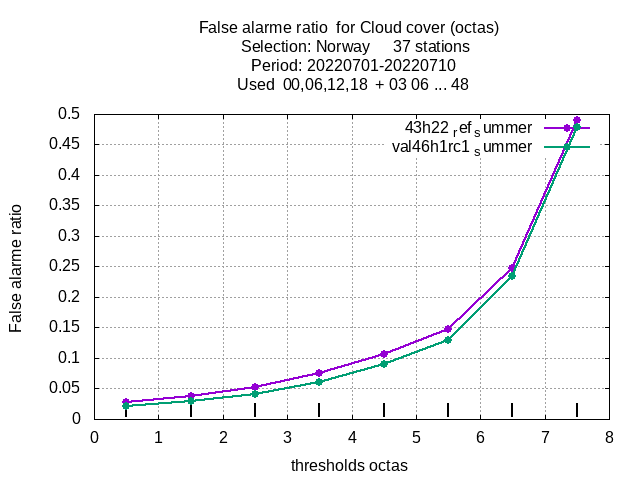 False alarme ratio  for Cloud cover (octas)
Selection: Norway     37 stations
Period: 20220701-20220710
Used  00,06,12,18  + 03 06 ... 48
43h22 ref summer
val46h1rc1 summer
0.5
0.45
0.4
0.35
0.3
0.25
0.2
0.15
0.1
0.05
0
False alarme ratio
0 1 2 3 4 5 6 7 8
thresholds octas